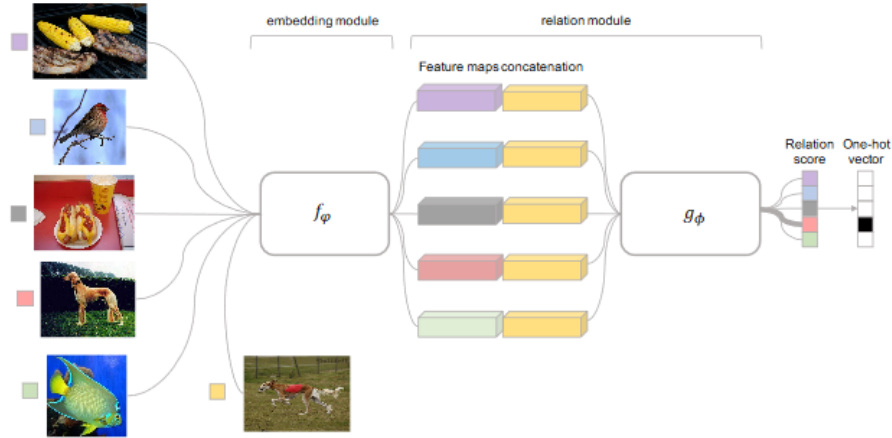 embedding module
relation module
Feature maps concatenation
Relation
score
One-hot
vector
fφ
gϕ